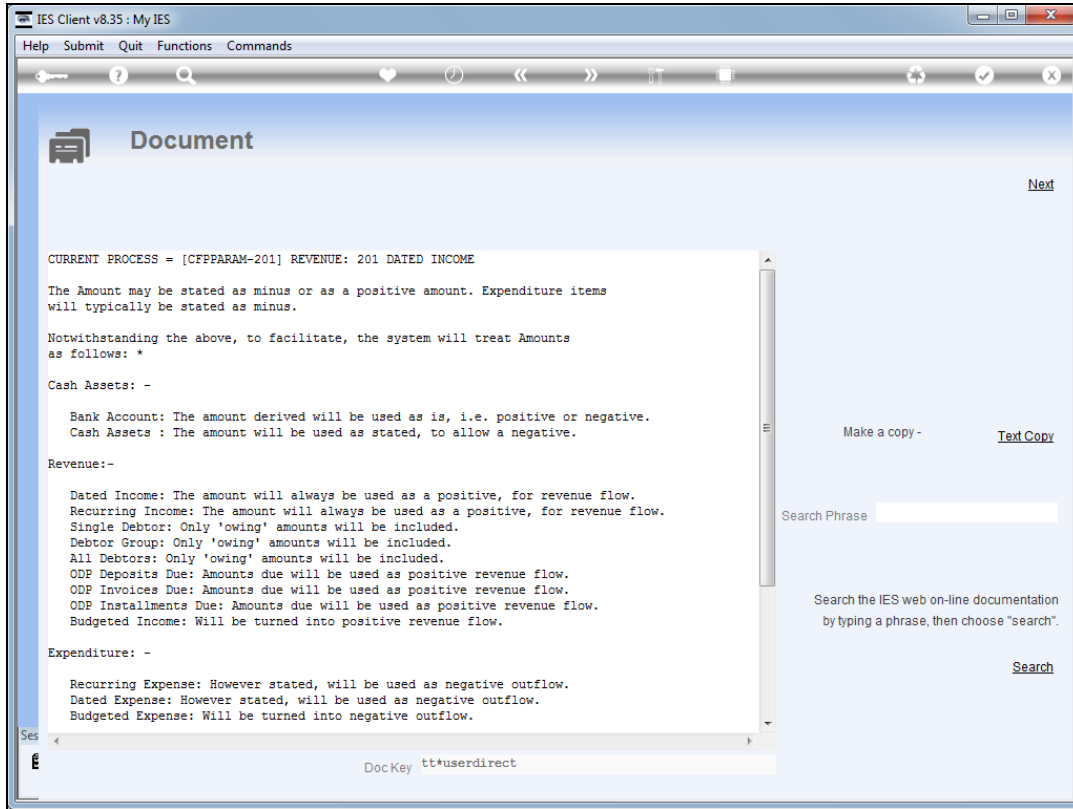 IES Client v8.35 : My IES
Help Submit Quit Functions Commands
Document
Next
CURRENT PROCESS = [CFPPARAM-201] REVENUE: 201 DATED INCOME
The Amount may be stated as minus or as a positive amount. Expenditure items
will typically be stated as minus.
Notwithstanding the above, to facilitate, the system will treat Amounts
as follows: *
Cash Assets: -
Bank Account: The amount derived will be used as is, i.e. positive or negative.
Cash Assets : The amount will be used as stated, to allow a negative.
Revenue:-
Dated Income: The amount will always be used as a positive, for revenue flow.
Recurring Income: The amount will always be used as a positive, for revenue flow.
Single Debtor: Only 'owing' amounts will be included.
Debtor Group: Only 'owing' amounts will be included.
All Debtors: Only 'owing' amounts will be included.
ODP Deposits Due: Amounts due will be used as positive revenue flow.
ODP Invoices Due: Amounts due will be used as positive revenue flow.
ODP Installments Due: Amounts due will be used as positive revenue flow.
Budgeted Income: Will be turned into positive revenue flow.
Expenditure: -
Recurring Expense: However stated, will be used as negative outflow.
Dated Expense: However stated, will be used as negative outflow.
Budgeted Expense: Will be turned into negative outflow.
Make a copy -
Text Copy
Search Phrase
Search the IES web on-line documentation
by typing a phrase, then choose "search".
Search
Ses
Doc Key tt*userdirect